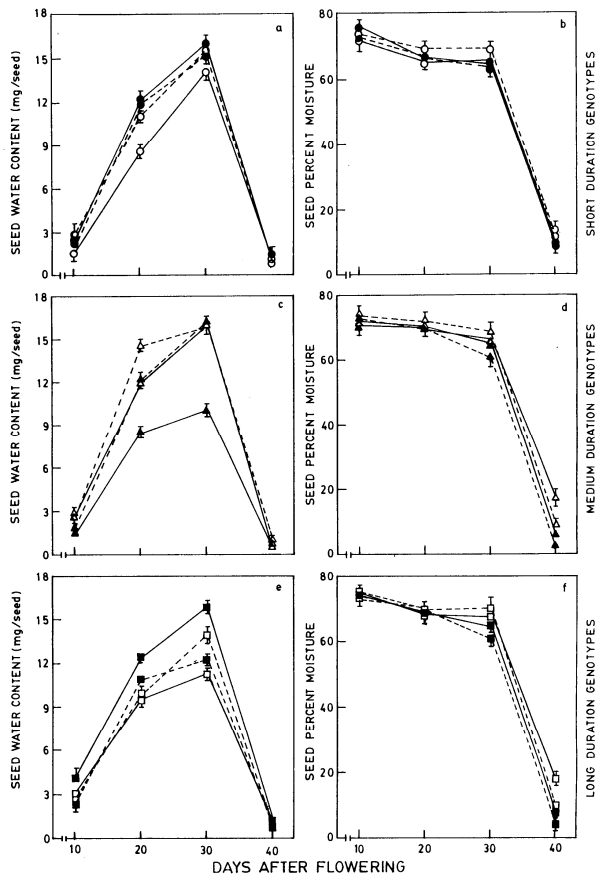 SEED WATER CONTENT (mg/seed)
18
15
12
9
6
3
0
a
SEED PERCENT MOISTURE
80
60
40
20
0
b
SHORT DURATION GENOTYPES
SEED WATER CONTENT (mg/seed)
18
15
12
9
6
3
0
c
SEED PERCENT MOISTURE
80
60
40
20
0
d
MEDIUM DURATION GENOTYPES
SEED WATER CONTENT (mg/seed)
18
15
12
9
6
3
0
e
SEED PERCENT MOISTURE
80
60
40
20
0
f
LONG DURATION GENOTYPES
10 20 30 40 10 20 30 40
DAYS AFTER FLOWERING